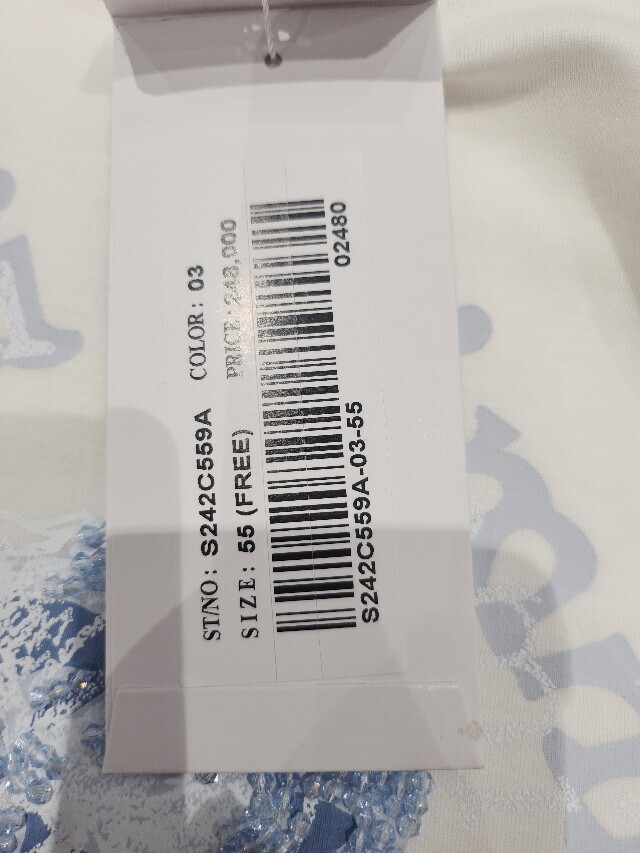 ST/NO: S242C559A COLOR: 03
SIZE: 55 (FREE) PRICE: 248,000
S242C559A-03-55 02480